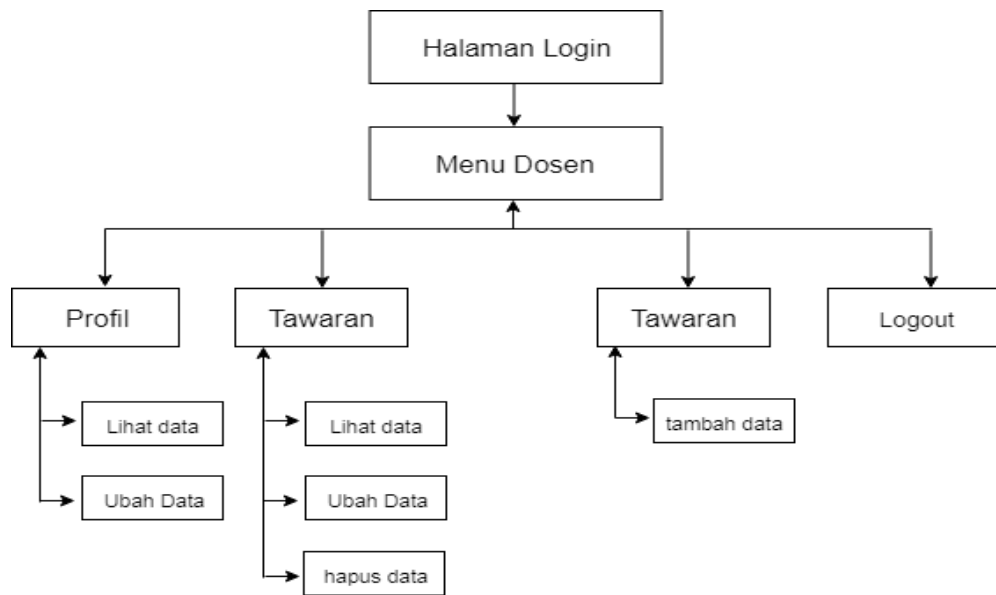 Halaman Login
Menu Dosen
Profil
Tawaran
Tawaran
Logout
Lihat data
Lihat data
tambah data
Ubah Data
Ubah Data
hapus data